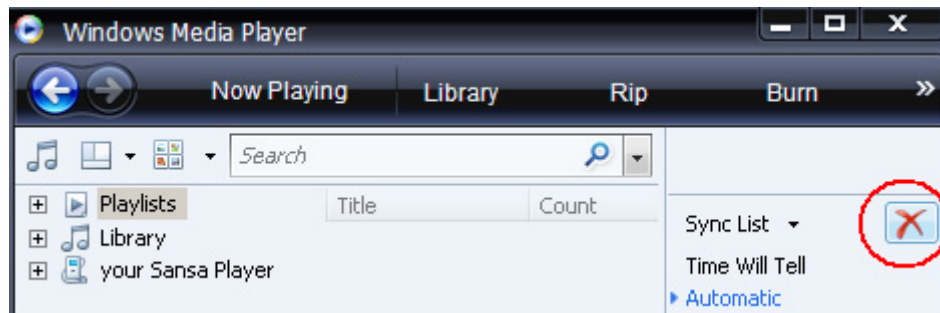 Windows Media Player
Now Playing Library Rip Burn »
Search
Playlists Title Count
Library
your Sansa Player
Sync List
Time Will Tell
Automatic